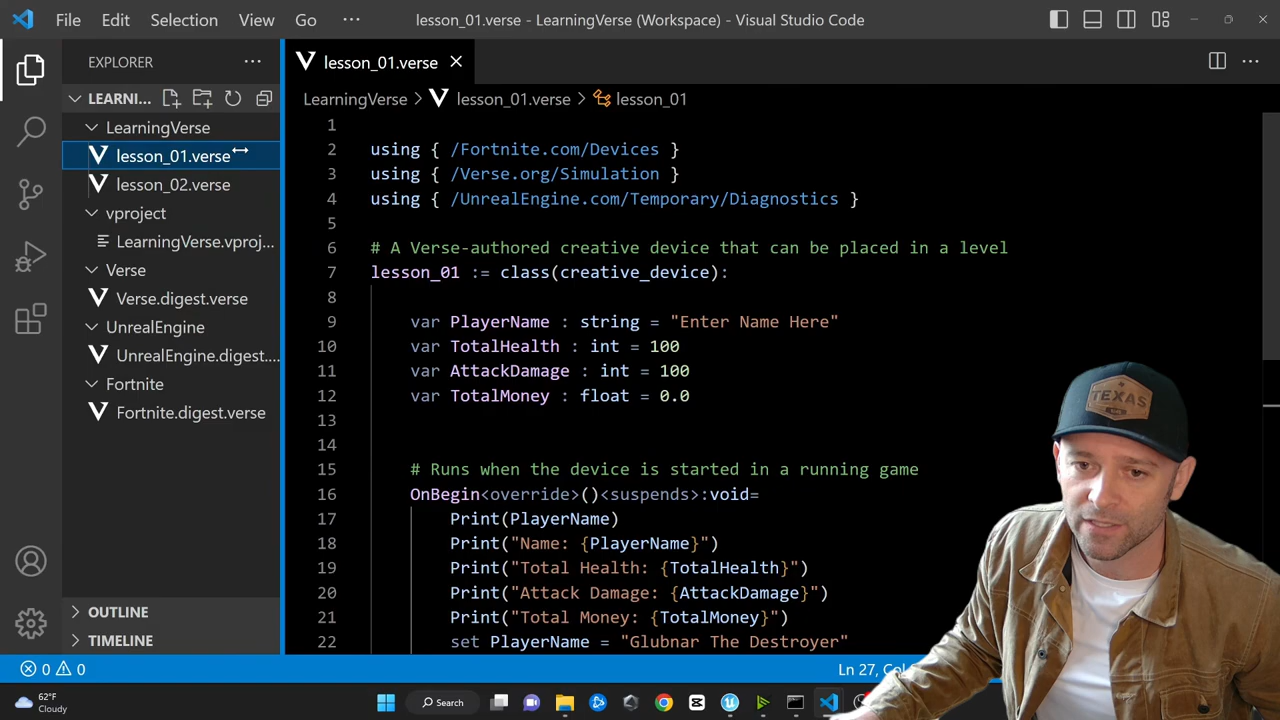 File Edit Selection View Go ··· lesson_01.verse - LearningVerse (Workspace) - Visual Studio Code
EXPLORER
LEARNI...
LearningVerse
lesson_01.verse
lesson_02.verse
vproject
LearningVerse.vproj...
Verse
Verse.digest.verse
UnrealEngine
UnrealEngine.digest....
Fortnite
Fortnite.digest.verse
OUTLINE
TIMELINE
lesson_01.verse
LearningVerse > lesson_01.verse > lesson_01
1
2 using { /Fortnite.com/Devices }
3 using { /Verse.org/Simulation }
4 using { /UnrealEngine.com/Temporary/Diagnostics }
5
6 # A Verse-authored creative device that can be placed in a level
7 lesson_01 := class(creative_device):
8
9 var PlayerName : string = "Enter Name Here"
10 var TotalHealth : int = 100
11 var AttackDamage : int = 100
12 var TotalMoney : float = 0.0
13
14
15 # Runs when the device is started in a running game
16 OnBegin<override>()<suspends>:void=
17 Print(PlayerName)
18 Print("Name: {PlayerName}")
19 Print("Total Health: {TotalHealth}")
20 Print("Attack Damage: {AttackDamage}")
21 Print("Total Money: {TotalMoney}")
22 set PlayerName = "Glubnar The Destroyer"
TEXAS
0 0 Ln 27,
62°F
Cloudy
Search